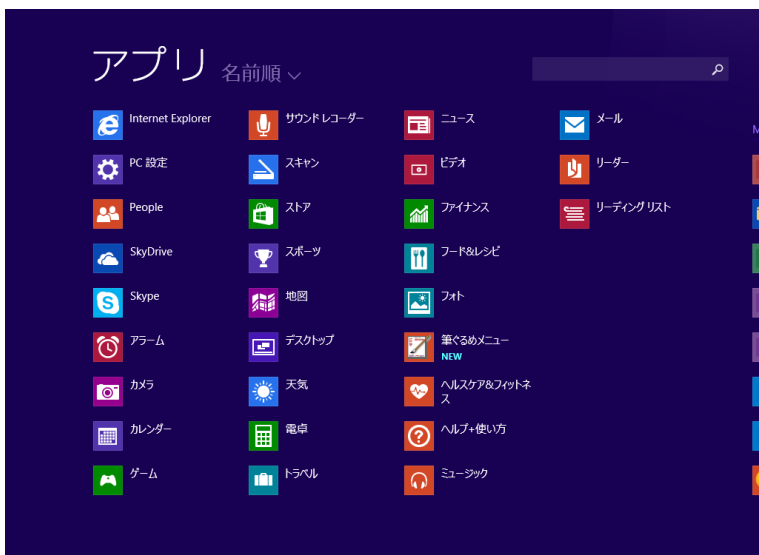 アプリ 名前順
Internet Explorer
PC 設定
People
SkyDrive
Skype
アラーム
カメラ
カレンダー
ゲーム
サウンド レコーダー
スキャン
ストア
スポーツ
地図
デスクトップ
天気
電卓
トラベル
ニュース
ビデオ
ファイナンス
フード&レシピ
フォト
筆ぐるめメニュー
NEW
ヘルスケア&フィットネ
ス
ヘルプ+使い方
ミュージック
メール
リーダー
リーディング リスト
M